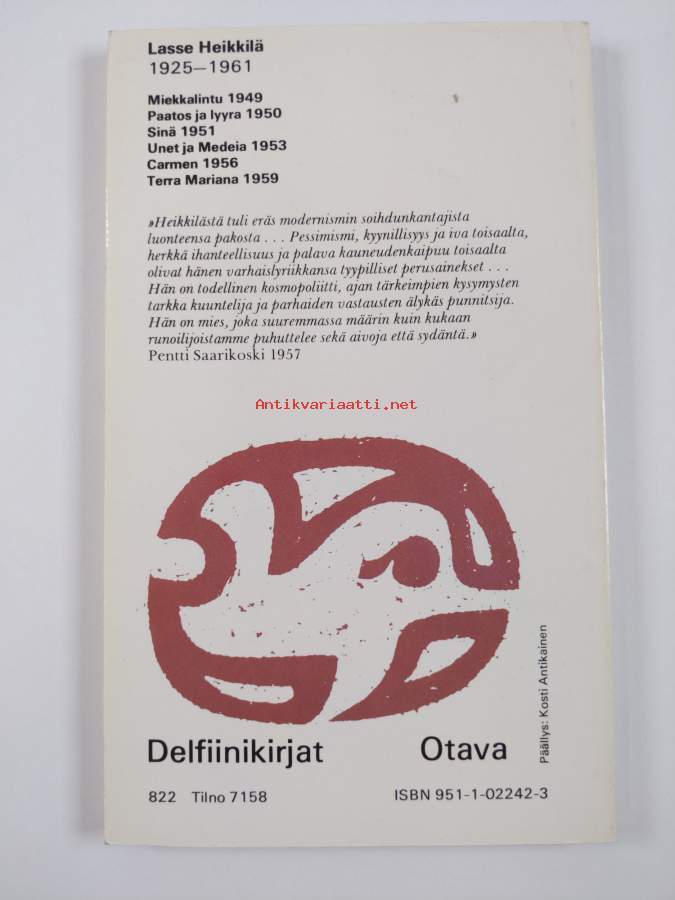 Lasse Heikkilä
1925—1961
Miekkalintu 1949
Paatos ja lyyra 1950
Sinä 1951
Unet ja Medeia 1953
Carmen 1956
Terra Mariana 1959
»Heikkilästä tuli eräs modernismin soihdunkantajista
luonteensa pakosta . . . Pessimismi, kyynillisyys ja iva toisaalta,
herkkä ihanteellisuus ja palava kauneudenkaipuu toisaalta
olivat hänen varhaislyriikkansa tyypilliset perusainekset . . .
Hän on todellinen kosmopoliitti, ajan tärkeimpien kysymysten
tarkka kuuntelija ja parhaiden vastausten älykäs punnitsija.
Hän on mies, joka suuremmassa määrin kuin kukaan
runoilijoistamme puhuttelee sekä aivoja että sydäntä.»
Pentti Saarikoski 1957
Antikvariaatti.net
Päällys: Kosti Antikainen
Delfiinikirjat Otava
822 Tilno 7158 ISBN 951-1-02242-3